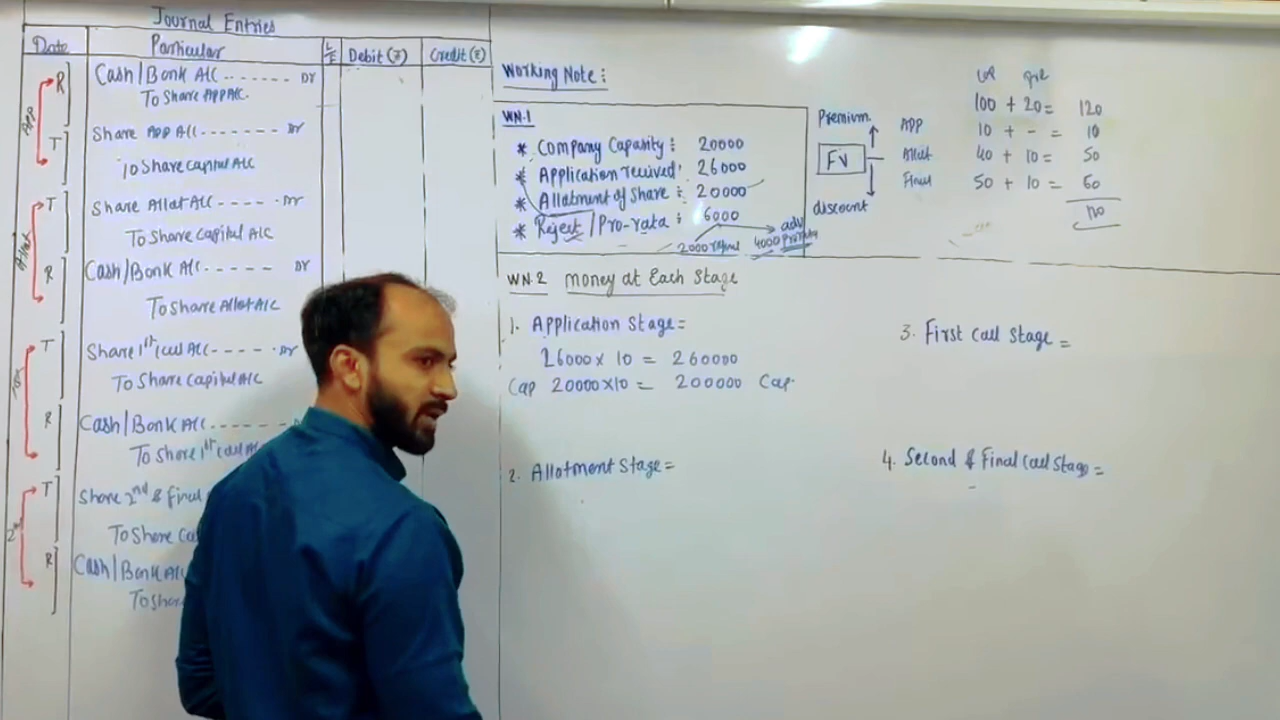 Journal Entries
Date Particular L/F Debit (₹) Credit (₹)
APP
R Cash/Bank A/c ....... Dr
To Share APP A/c.
T Share App A/c ....... Dr
To Share Capital A/c
Allot
T Share Allot A/c ----. Dr
To Share Capital A/c
R Cash/Bank A/c ----- Dr
To Share Allot A/c
T Share 1st Call A/c ----. Dr
To Share Capital A/c
R Cash/Bank A/c ......
To Share 1st Call A/c
2nd
T Share 2nd & Final
To Share Ca
R Cash/Bank A/c
To Shar
Working Note:
WN.1
* Company Capacity: 20000
* Application recived: 26000
* Allotment of Share: 20000
* Reject/Pro-rata: 6000
2000 4000 adv Pro rata
Premium.
FV
discount
100 + 20 = 120
APP 10 + - = 10
Allot 40 + 10 = 50
Final 50 + 10 = 60
WN.2 Money at Each Stage
1. Application Stage =
26000 x 10 = 260000
Cap 20000 x 10 = 200000 Cap.
2. Allotment Stage =
3. First Call Stage =
4. Second & Final Call Stage =